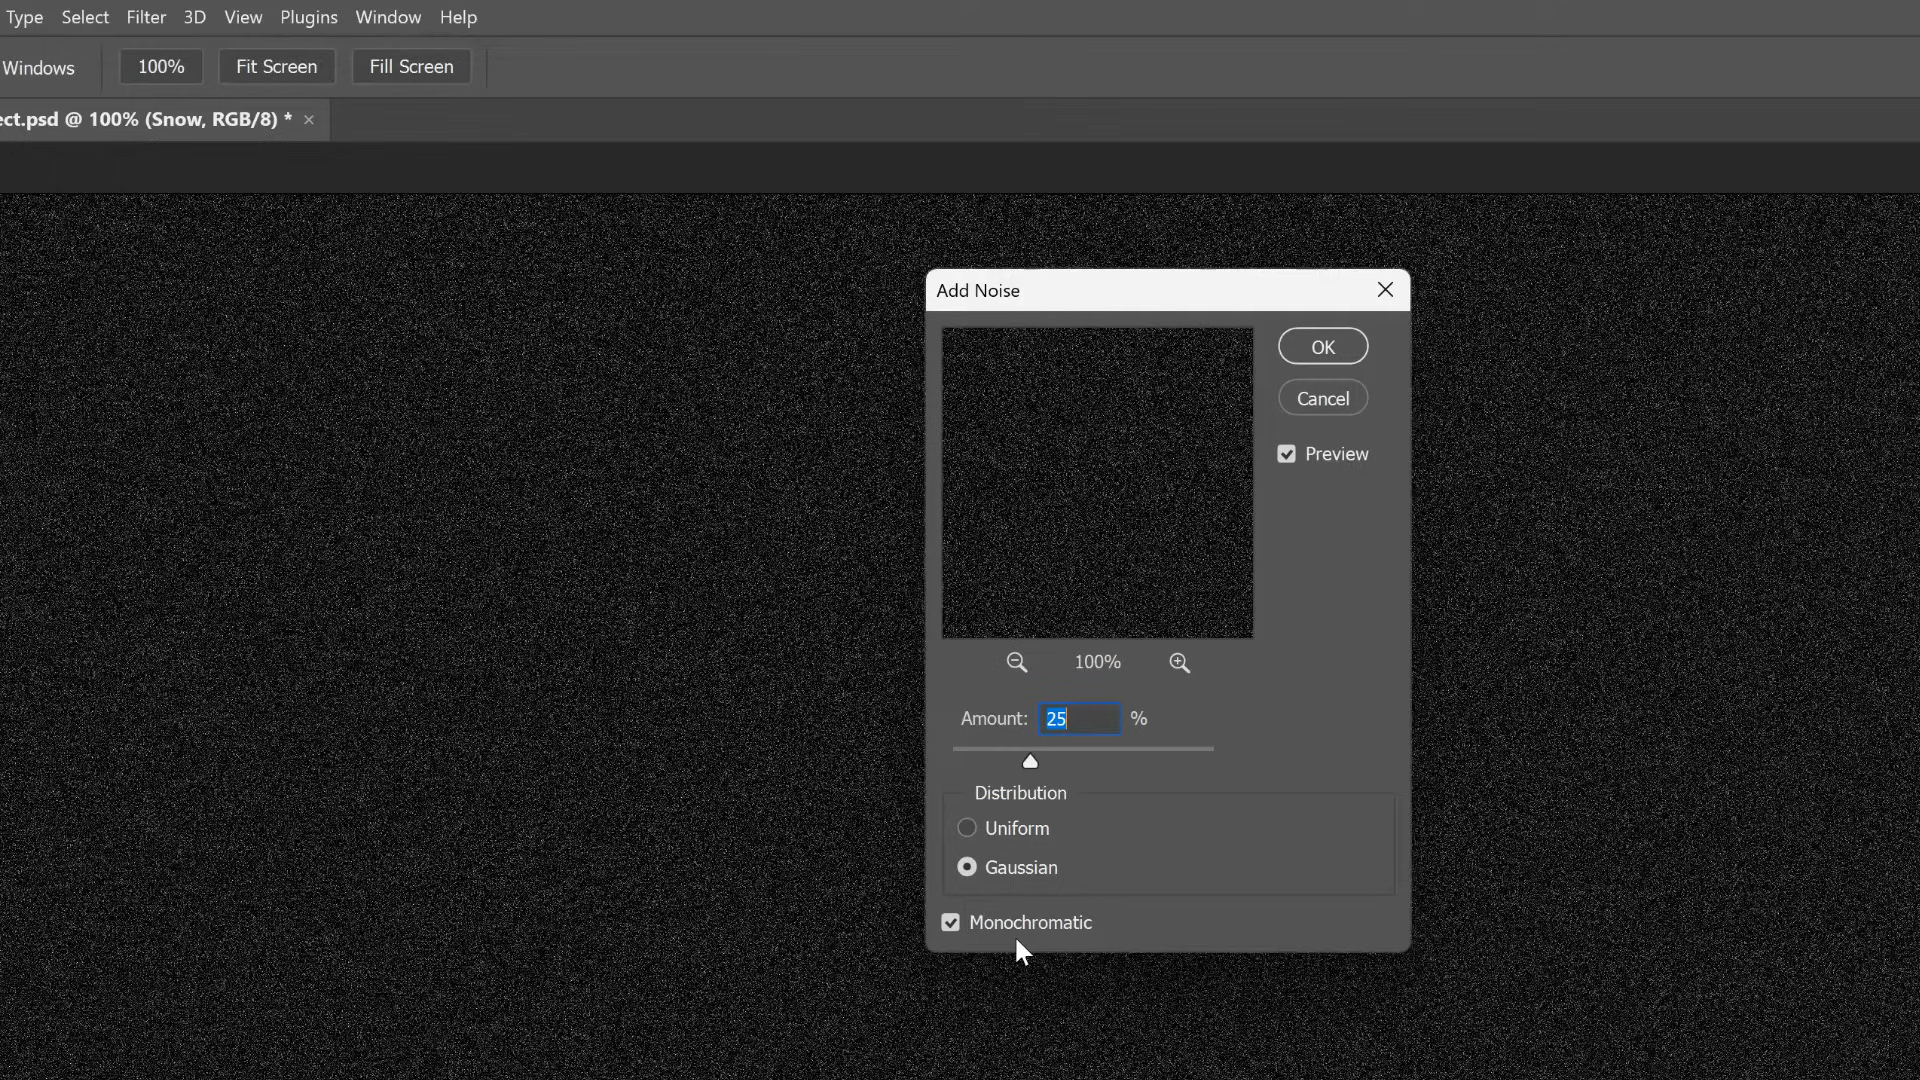 Type Select Filter 3D View Plugins Window Help
Windows 100% Fit Screen Fill Screen
ect.psd @ 100% (Snow, RGB/8) * ×
Add Noise
OK
Cancel
Preview
100%
Amount: 25 %
Distribution
Uniform
Gaussian
Monochromatic